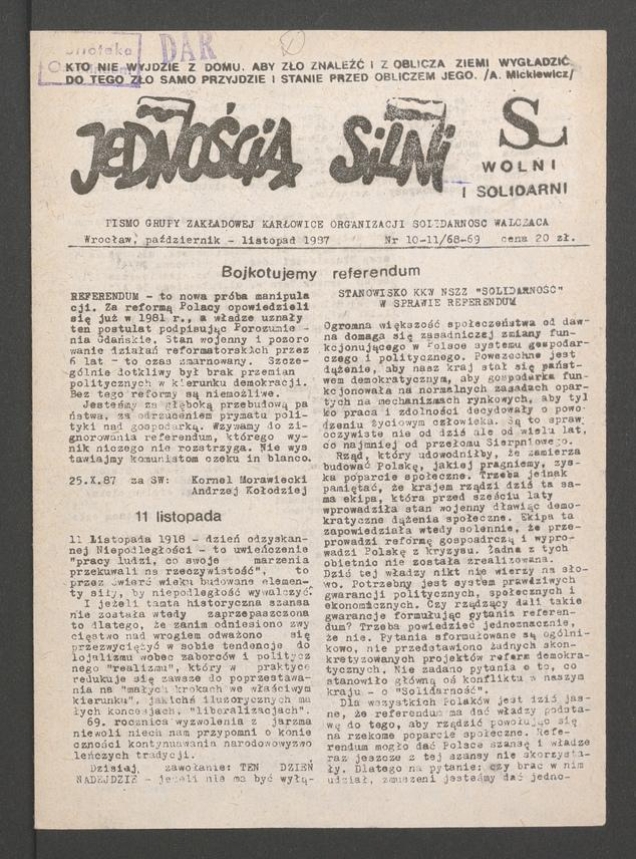 DAR
KTO NIE WYJDZIE Z DOMU. ABY ZŁO ZNALEŹĆ I Z OBLICZA ZIEMI WYGŁADZIĆ
DO TEGO ZŁO SAMO PRZYJDZIE I STANIE PRZED OBLICZEM JEGO. /A. Mickiewicz/
JEDNOŚCIĄ SILNI
WOLNI
I SOLIDARNI
PISMO GRUPY ZAKŁADOWEJ KARŁOWICE ORGANIZACJI SOLIDARNOSC WALCZACA
Wrocław, październik - listopad 1987 Nr 10-11/68-69 cena 20 zł.
Bojkotujemy referendum
REFERENDUM - to nowa próba manipula
cji. Za reformą Polacy opowiedzieli
się już w 1981 r., a władze uznały
ten postulat podpisując Porozumie -
nia Gdańskie. Stan wojenny i pozoro
wanie działań reformatorskich przez
6 lat - to czas zmarnowany. Szcze-
gólnie dotkliwy był brak przemian
politycznych w kierunku demokracji.
Bez tego reformy są niemożliwe.
Jesteśmy za głęboką przebudową pa
ństwa, za odrzuceniem prymatu poli-
tyki nad gospodarką. Wzywamy do zi-
gnorowania referendum, którego wy-
nik niczego nie rozstrzyga. Nie wys
tawiajmy komunistom czeku in blanco.
25.X.87 za SW: Kornel Morawiecki
Andrzej Kołodziej
11 listopada
11 listopada 1918 - dzień odzyskan-
nej Niepodległości - to uwieńczenie
"pracy ludzi, co swoje marzenia
przekuwali na rzeczywistość", to
przez ćwierć wieku budowane elemen-
ty siły, by niepodległość wywalczyć.
I jeżeli tamta historyczna szansa
nie została wtedy zaprzepaszczona
to dlatego, że zanim odniesiono zwy
cięstwo nad wrogiem odważono się
przezwyciężyć w sobie tendencje do
lojalizmu wobec zaborców i politycz
nego "realizmu", który w praktyce
redukuje się zawsze do poprzestawa-
nia na "małych krokach we właściwym
kierunku", jakichś iluzorycznych ma
łych koncesjach, "liberalizacjach".
69. rocznica wyzwolenia z jarzma
niewoli niech nam przypomni o konie
czności kontynuowania narodowowyzwo
leńczych tradycji.
Dzisiaj zawołanie: TEN DZIEŃ
NADEJDZIE - jeżeli nie ma być wyłą-
STANOWISKO KKW NSZZ "SOLIDARNOSC"
W SPRAWIE REFERENDUM
Ogromna większość społeczeństwa od daw-
na domaga się zasadniczej zmiany fun-
kcjonującego w Polsce systemu gospodar-
czego i politycznego. Powszechne jest
dążenie, aby nasz kraj stał się państ-
wem demokratycznym, aby gospodarka fun-
kcjonowała na normalnych zasadach opar-
tych na mechanizmach rynkowych, aby tyl
ko praca i zdolności decydowały o powo-
dzeniu życiowym człowieka. Są to spraw
oczywiste nie od dziś ale od wielu lat,
co najmniej od przełomu Sierpniowego.
Rząd, który udowodniłby, że zamierza
budować Polskę, jakiej pragniemy, zys-
ka poparcie społeczne. Trzeba jednak
pamiętać, że krajem rządzi dziś ta sa-
ma ekipa, która przed sześciu laty
wprowadziła stan wojenny dławiąc demo-
kratyczne dążenia społeczne. Ekipa ta
zapowiedziała wtedy solennie, że prze-
prowadzi reformę gospodarczą i wypro-
wadzi Polskę z kryzysu. Żadna z tych
obietnic nie została zrealizowana.
Dziś tej władzy nikt nie wierzy na sło-
wo. Potrzebny jest system prawdziwych
gwarancji politycznych, społecznych i
ekonomicznych. Czy rządzący dali takie
gwarancje formułując pytania referen-
dum? Trzeba powiedzieć jednoznacznie,
że nie. Pytania sformułowane są ogólni-
kowo, nie przedstawiono żadnych skon-
kretyzowanych projektów reform demokra-
tycznych. Nie zadano pytania o to, co
stanowiło główną oś konfliktu w naszym
kraju - o "Solidarność".
Dla wszystkich Polaków jest dziś jas-
ne, że referendum ma dać władzy podsta-
wę do tego, aby rządzić powołując się
na rzekome poparcie społeczne. Refe-
rendum mogło dać Polsce szansę i władze
raz jeszcze z tej szansy nie skorzysta-
ły. Dlatego na pytanie: czy brać w nim
udział, zmuszeni jesteśmy dać jedno-